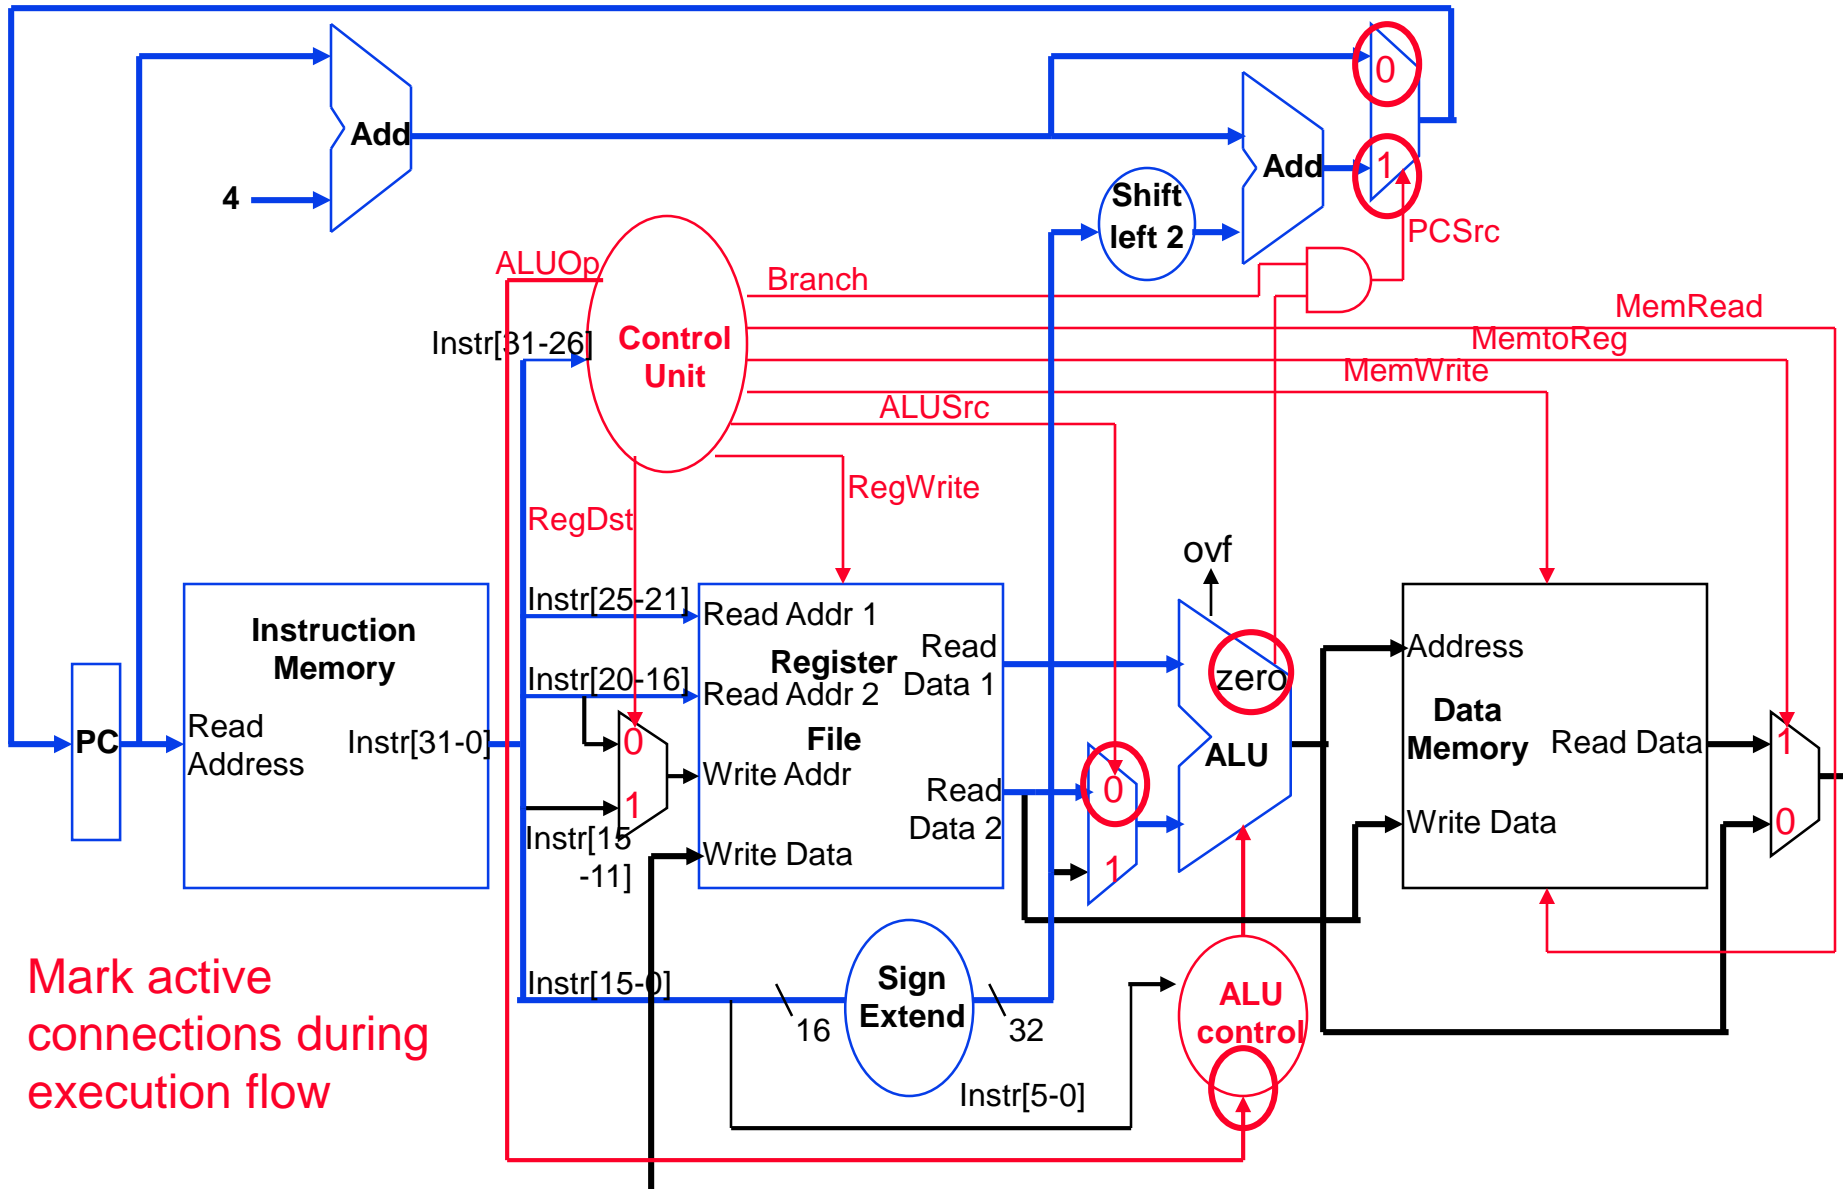 0
Add
1
Add
4
Shift
left 2
PCSrc
ALUOp
Branch
MemRead
Instr[31-26]
Control
Unit
MemtoReg
MemWrite
ALUSrc
RegWrite
RegDst
ovf
Instr[25-21]
Read Addr 1
Instruction
Memory
Read
Data 1
Register
File
Instr[20-16]
Read Addr 2
zero
Address
Data
Memory
PC
Read
Address
Instr[31-0]
0
Write Addr
ALU
Read Data
1
1
Read
Data 2
0
Write Data
0
Instr[15
-11]
Write Data
1
Mark active
connections during
execution flow
Instr[15-0]
16
Sign
Extend
32
ALU
control
Instr[5-0]